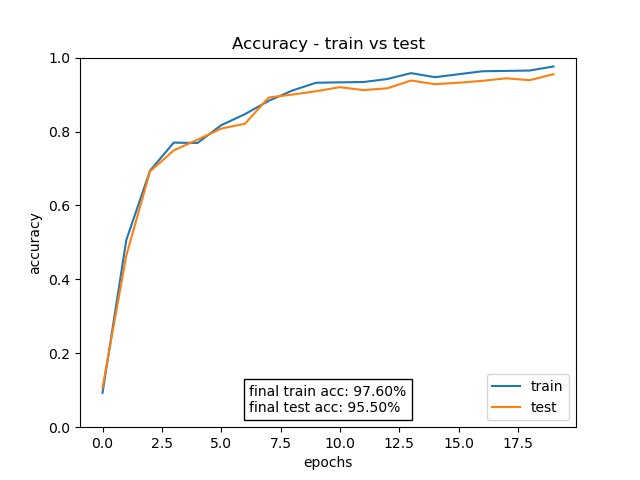 Accuracy - train vs test
1.0
0.8
0.6
0.4
0.2
0.0
accuracy
final train acc: 97.60%
final test acc: 95.50%
train
test
0.0 2.5 5.0 7.5 10.0 12.5 15.0 17.5
epochs